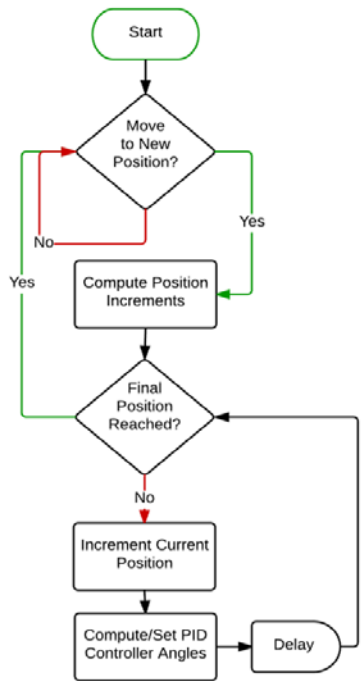 Start
Move
to New
Position?
No
Yes
Yes
Compute Position
Increments
Final
Position
Reached?
No
Increment Current
Position
Compute/Set PID
Controller Angles
Delay